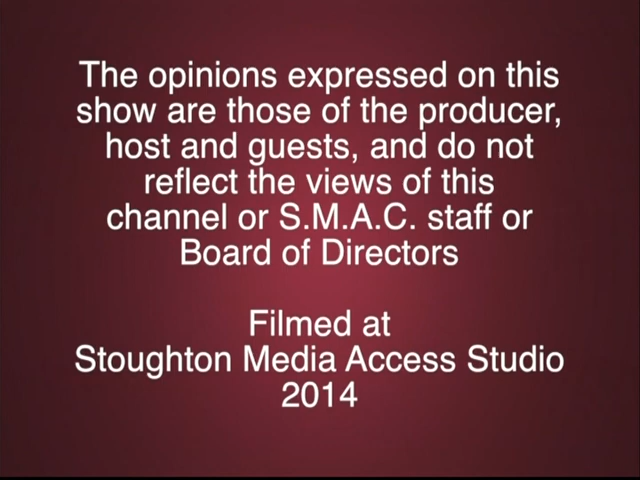 The opinions expressed on this
show are those of the producer,
host and guests, and do not
reflect the views of this
channel or S.M.A.C. staff or
Board of Directors
Filmed at
Stoughton Media Access Studio
2014